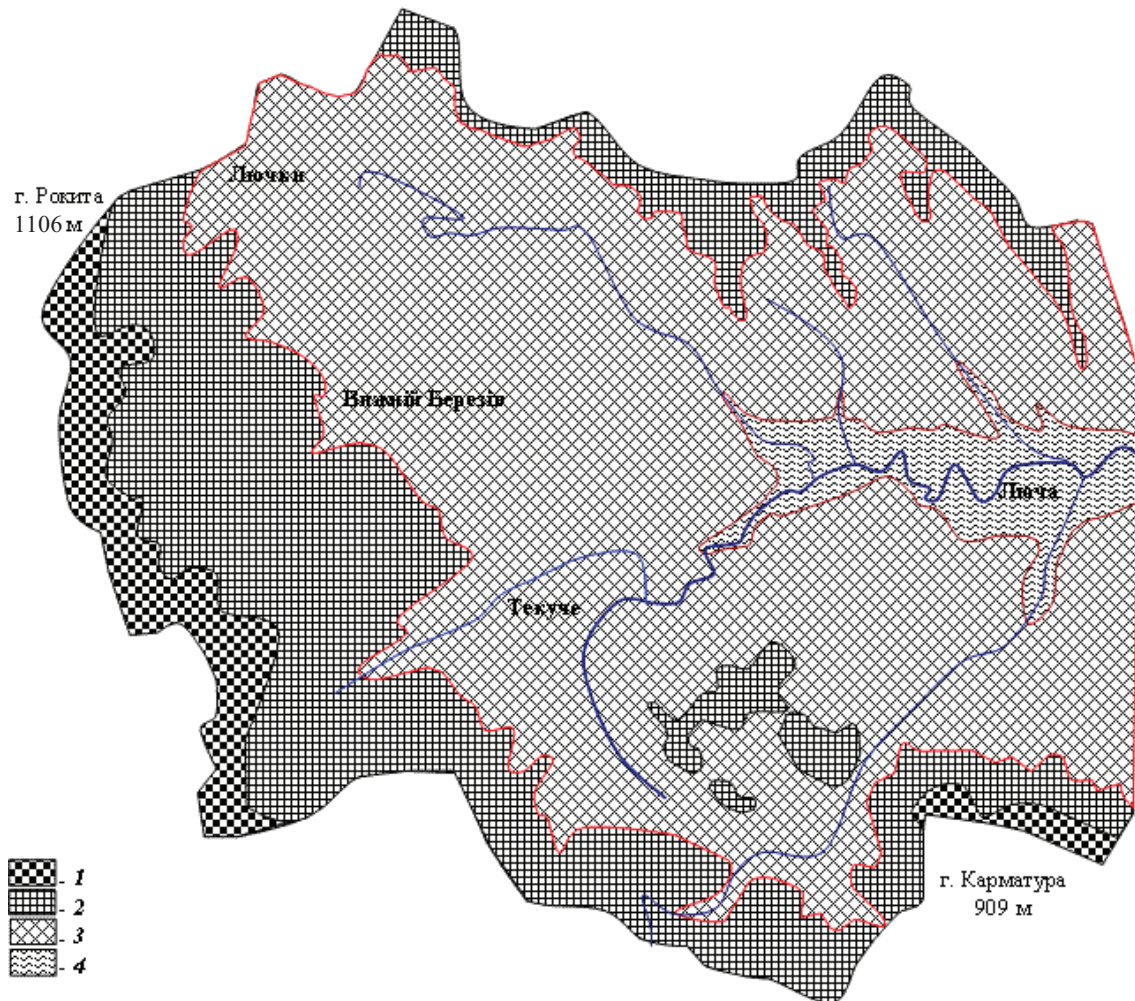 Лючки
г. Рокита
1106 м
Вижній Березів
Люча
Текуче
г. Карматура
909 м
- 1
- 2
- 3
- 4